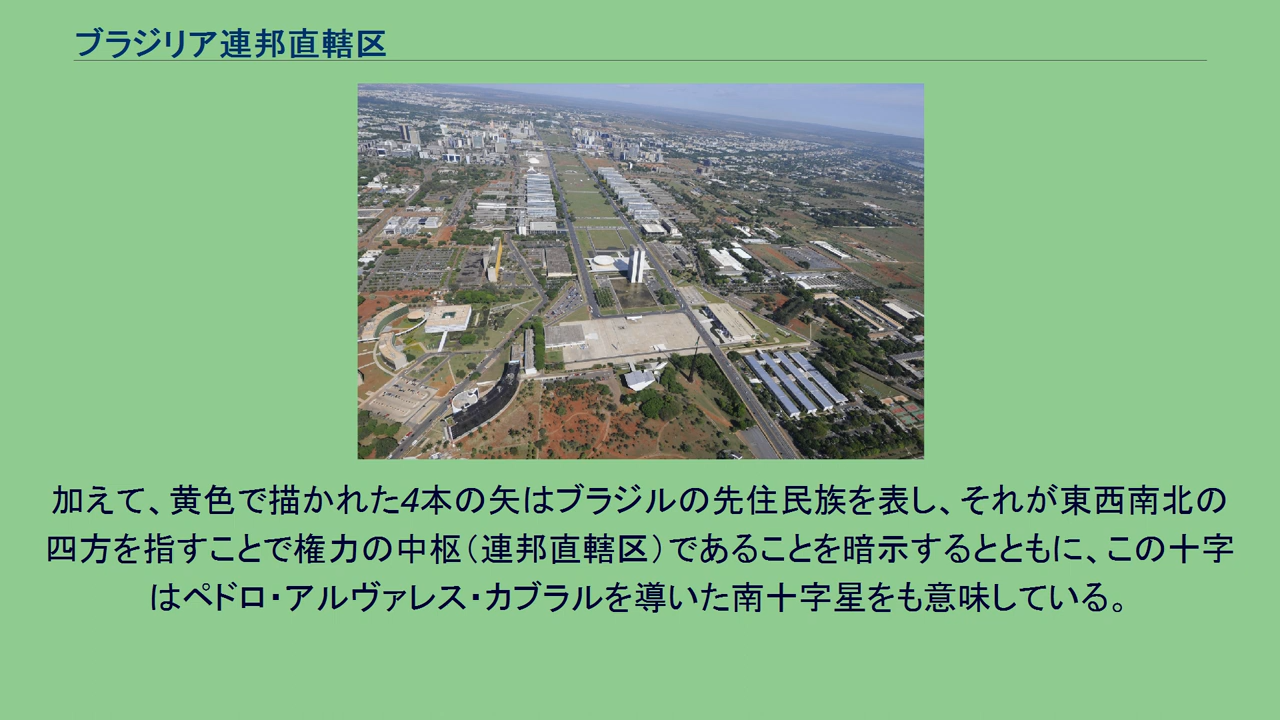 ブラジリア連邦直轄区
加えて、黄色で描かれた4本の矢はブラジルの先住民族を表し、それが東西南北の
四方を指すことで権力の中枢（連邦直轄区）であることを暗示するとともに、この十字
はペドロ・アルヴァレス・カブラルを導いた南十字星をも意味している。